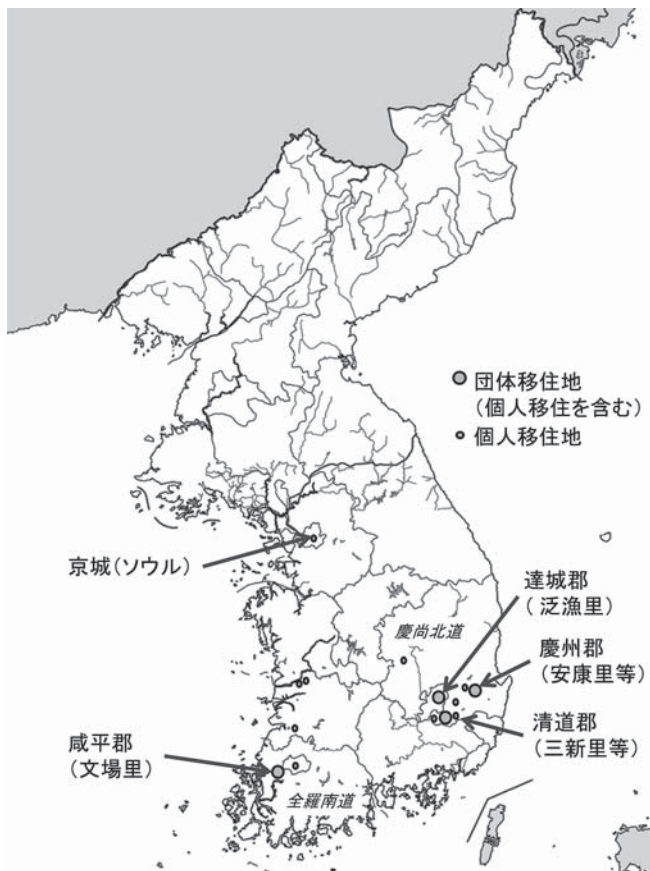 団体移住地
（個人移住を含む）
個人移住地
京城（ソウル）
達城郡
（泛漁里）
慶尚北道
慶州郡
（安康里等）
清道郡
（三新里等）
咸平郡
（文場里）
全羅南道